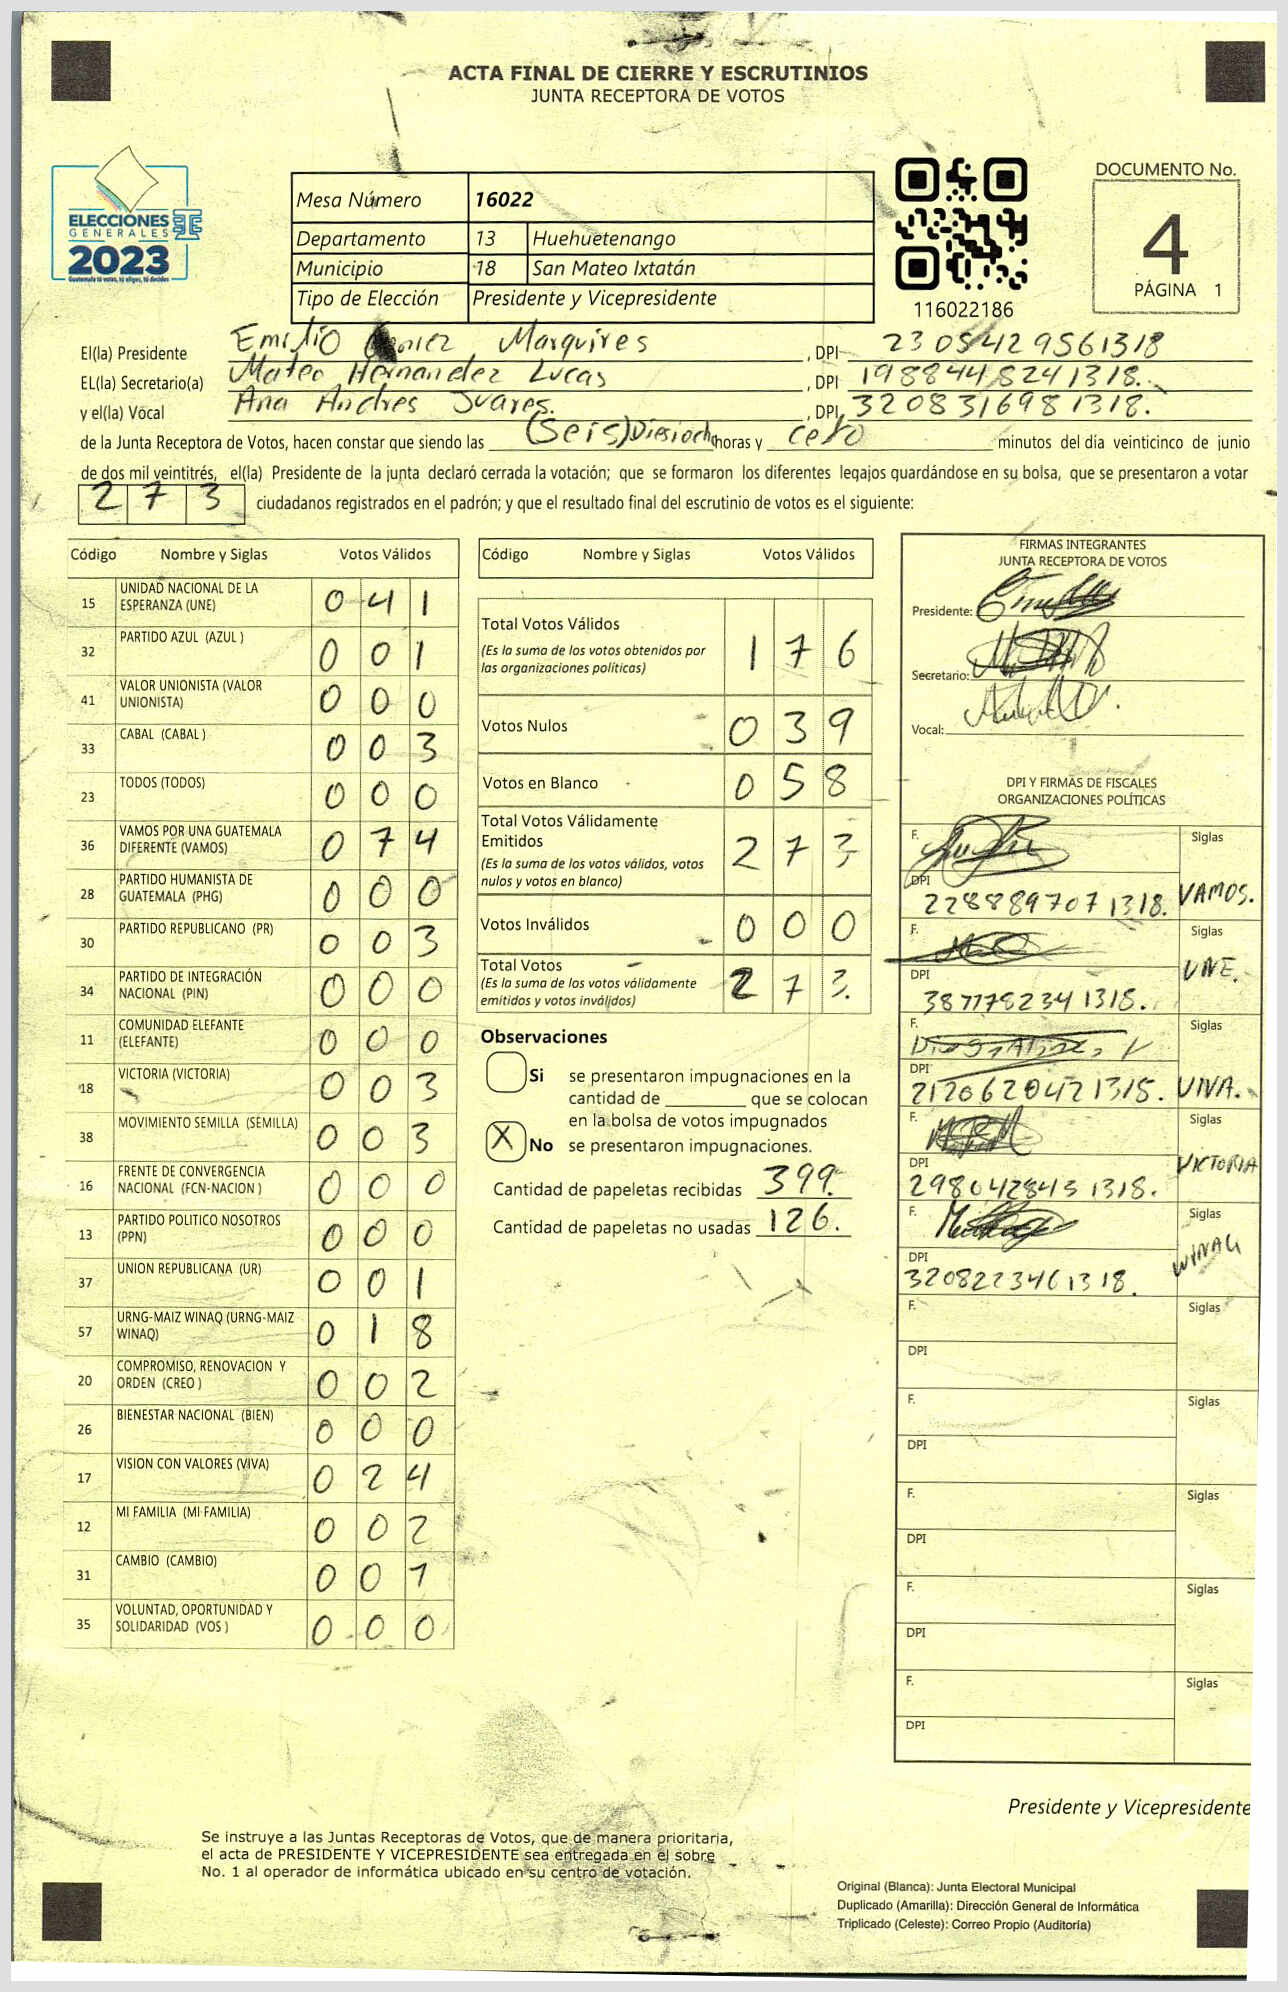 ACTA FINAL DE CIERRE Y ESCRUTINIOS
JUNTA RECEPTORA DE VOTOS
ELECCIONES
GENERALES
2023
Guatemala tú votas, tú eliges, tú decides
Mesa Número 16022
Departamento 13 Huehuetenango
Municipio 18 San Mateo Ixtatán
Tipo de Elección Presidente y Vicepresidente
116022186
DOCUMENTO No.
4
PÁGINA 1
El(la) Presidente Emilio Marquires , DPI 2305429561318
EL(la) Secretario(a) Mateo Hernandez Lucas , DPI 1988448241318.
y el(la) Vocal Ana Andres Juares. , DPI 3208316981318.
de la Junta Receptora de Votos, hacen constar que siendo las (Seis) Diesiocho horas y cero minutos del día veinticinco de junio
de dos mil veintitrés, el(la) Presidente de la junta declaró cerrada la votación; que se formaron los diferentes legajos guardándose en su bolsa, que se presentaron a votar
2 7 3 ciudadanos registrados en el padrón; y que el resultado final del escrutinio de votos es el siguiente:
Código Nombre y Siglas Votos Válidos
15 UNIDAD NACIONAL DE LA ESPERANZA (UNE) 0 4 1
32 PARTIDO AZUL (AZUL ) 0 0 1
41 VALOR UNIONISTA (VALOR UNIONISTA) 0 0 0
33 CABAL (CABAL ) 0 0 3
23 TODOS (TODOS) 0 0 0
36 VAMOS POR UNA GUATEMALA DIFERENTE (VAMOS) 0 7 4
28 PARTIDO HUMANISTA DE GUATEMALA (PHG) 0 0 0
30 PARTIDO REPUBLICANO (PR) 0 0 3
34 PARTIDO DE INTEGRACIÓN NACIONAL (PIN) 0 0 0
11 COMUNIDAD ELEFANTE (ELEFANTE) 0 0 0
18 VICTORIA (VICTORIA) 0 0 3
38 MOVIMIENTO SEMILLA (SEMILLA) 0 0 3
16 FRENTE DE CONVERGENCIA NACIONAL (FCN-NACION ) 0 0 0
13 PARTIDO POLITICO NOSOTROS (PPN) 0 0 0
37 UNION REPUBLICANA (UR) 0 0 1
57 URNG-MAIZ WINAQ (URNG-MAIZ WINAQ) 0 1 8
20 COMPROMISO, RENOVACION Y ORDEN (CREO ) 0 0 2
26 BIENESTAR NACIONAL (BIEN) 0 0 0
17 VISION CON VALORES (VIVA) 0 2 4
12 MI FAMILIA (MI FAMILIA) 0 0 2
31 CAMBIO (CAMBIO) 0 0 1
35 VOLUNTAD, OPORTUNIDAD Y SOLIDARIDAD (VOS ) 0 0 0
Código Nombre y Siglas Votos Válidos
Total Votos Válidos 1 7 6
(Es la suma de los votos obtenidos por
las organizaciones políticas)
Votos Nulos 0 3 9
Votos en Blanco 0 5 8
Total Votos Válidamente
Emitidos 2 7 3
(Es la suma de los votos válidos, votos
nulos y votos en blanco)
Votos Inválidos 0 0 0
Total Votos
(Es la suma de los votos válidamente 2 7 3.
emitidos y votos inválidos)
Observaciones
Si se presentaron impugnaciones en la
cantidad de ________ que se colocan
en la bolsa de votos impugnados
X No se presentaron impugnaciones.
Cantidad de papeletas recibidas 399.
Cantidad de papeletas no usadas 126.
FIRMAS INTEGRANTES
JUNTA RECEPTORA DE VOTOS
Presidente:
Secretario:
Vocal:
DPI Y FIRMAS DE FISCALES
ORGANIZACIONES POLÍTICAS
F. Siglas
DPI 2288897071318. VAMOS.
F. Siglas
DPI 3871782341318. UNE.
F. Siglas
DPI 2120620421318. VIVA.
F. Siglas
DPI 2980428451318. VICTORIA
F. Siglas
DPI 3208223461318. WINAQ
F. Siglas
DPI
F. Siglas
DPI
F. Siglas
DPI
F. Siglas
DPI
F. Siglas
DPI
Presidente y Vicepresidente
Se instruye a las Juntas Receptoras de Votos, que de manera prioritaria,
el acta de PRESIDENTE Y VICEPRESIDENTE sea entregada en el sobre
No. 1 al operador de informática ubicado en su centro de votación.
Original (Blanca): Junta Electoral Municipal
Duplicado (Amarilla): Dirección General de Informática
Triplicado (Celeste): Correo Propio (Auditoría)